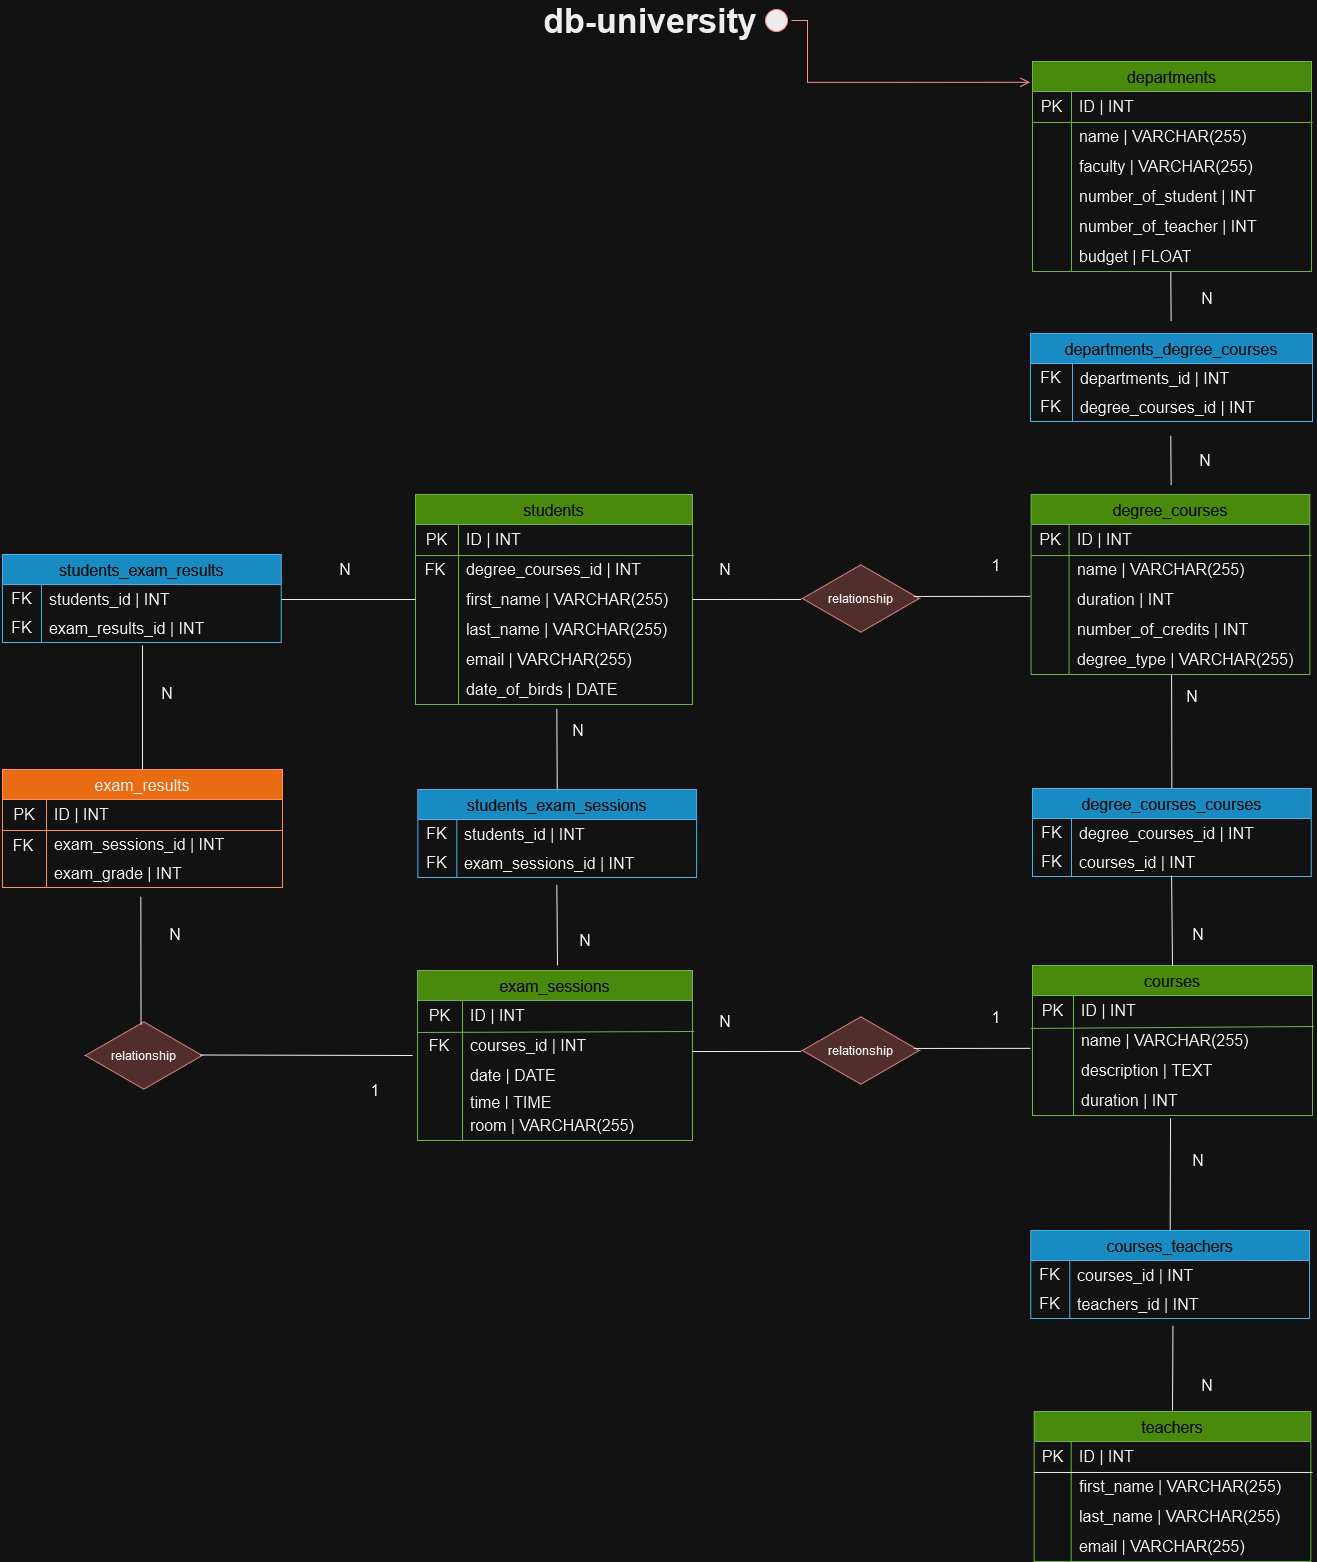 db-university
departments
PK ID | INT
name | VARCHAR(255)
faculty | VARCHAR(255)
number_of_student | INT
number_of_teacher | INT
budget | FLOAT
N
departments_degree_courses
FK departments_id | INT
FK degree_courses_id | INT
N
degree_courses
PK ID | INT
name | VARCHAR(255)
duration | INT
number_of_credits | INT
degree_type | VARCHAR(255)
1
relationship
N
students
PK ID | INT
FK degree_courses_id | INT
first_name | VARCHAR(255)
last_name | VARCHAR(255)
email | VARCHAR(255)
date_of_birds | DATE
N
students_exam_results
FK students_id | INT
FK exam_results_id | INT
N
exam_results
PK ID | INT
FK exam_sessions_id | INT
exam_grade | INT
N
relationship
1
N
students_exam_sessions
FK students_id | INT
FK exam_sessions_id | INT
N
exam_sessions
PK ID | INT
FK courses_id | INT
date | DATE
time | TIME
room | VARCHAR(255)
N
relationship
1
N
degree_courses_courses
FK degree_courses_id | INT
FK courses_id | INT
N
courses
PK ID | INT
name | VARCHAR(255)
description | TEXT
duration | INT
N
courses_teachers
FK courses_id | INT
FK teachers_id | INT
N
teachers
PK ID | INT
first_name | VARCHAR(255)
last_name | VARCHAR(255)
email | VARCHAR(255)